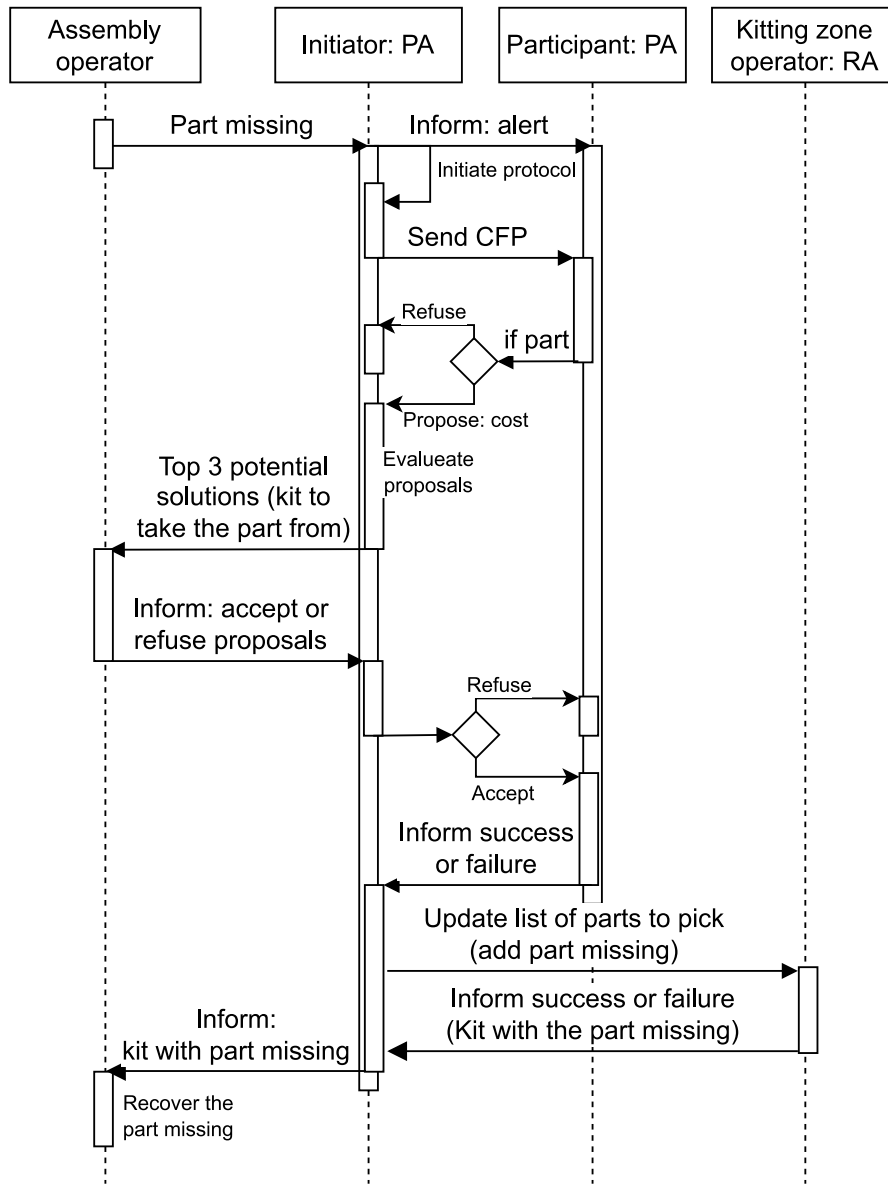 Assembly
operator
Initiator: PA
Participant: PA
Kitting zone
operator: RA
Part missing
Inform: alert
Initiate protocol
Send CFP
Refuse
if part
Propose: cost
Evalueate
proposals
Top 3 potential
solutions (kit to
take the part from)
Inform: accept or
refuse proposals
Refuse
Accept
Inform success
or failure
Update list of parts to pick
(add part missing)
Inform success or failure
(Kit with the part missing)
Inform:
kit with part missing
Recover the
part missing